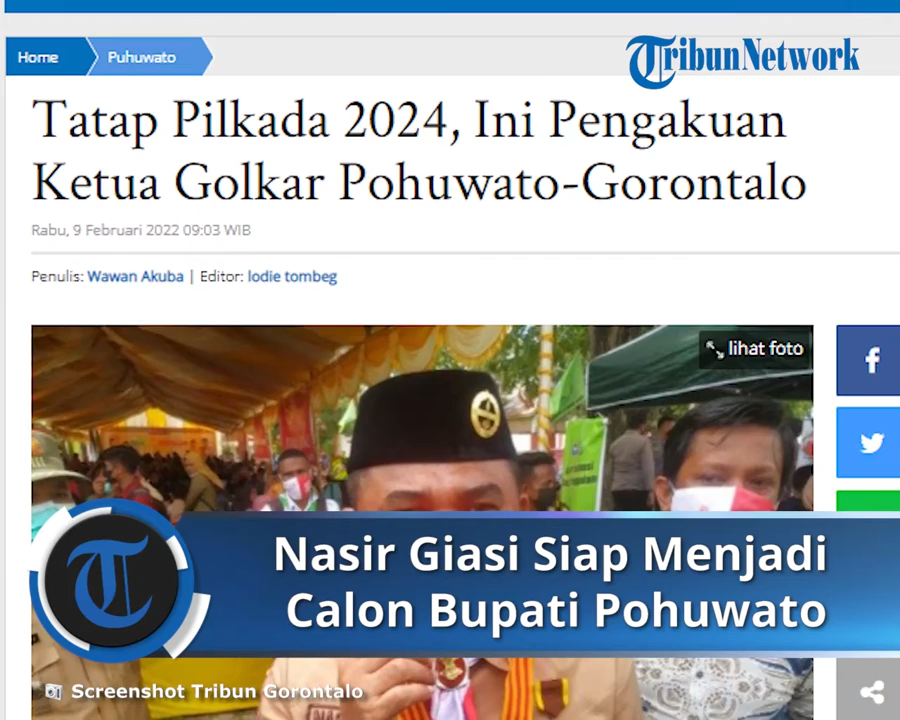 Home Puhuwato
TribunNetwork
Tatap Pilkada 2024, Ini Pengakuan
Ketua Golkar Pohuwato-Gorontalo
Rabu, 9 Februari 2022 09:03 WIB
Penulis: Wawan Akuba | Editor: lodie tombeg
lihat foto
Nasir Giasi Siap Menjadi
Calon Bupati Pohuwato
Screenshot Tribun Gorontalo